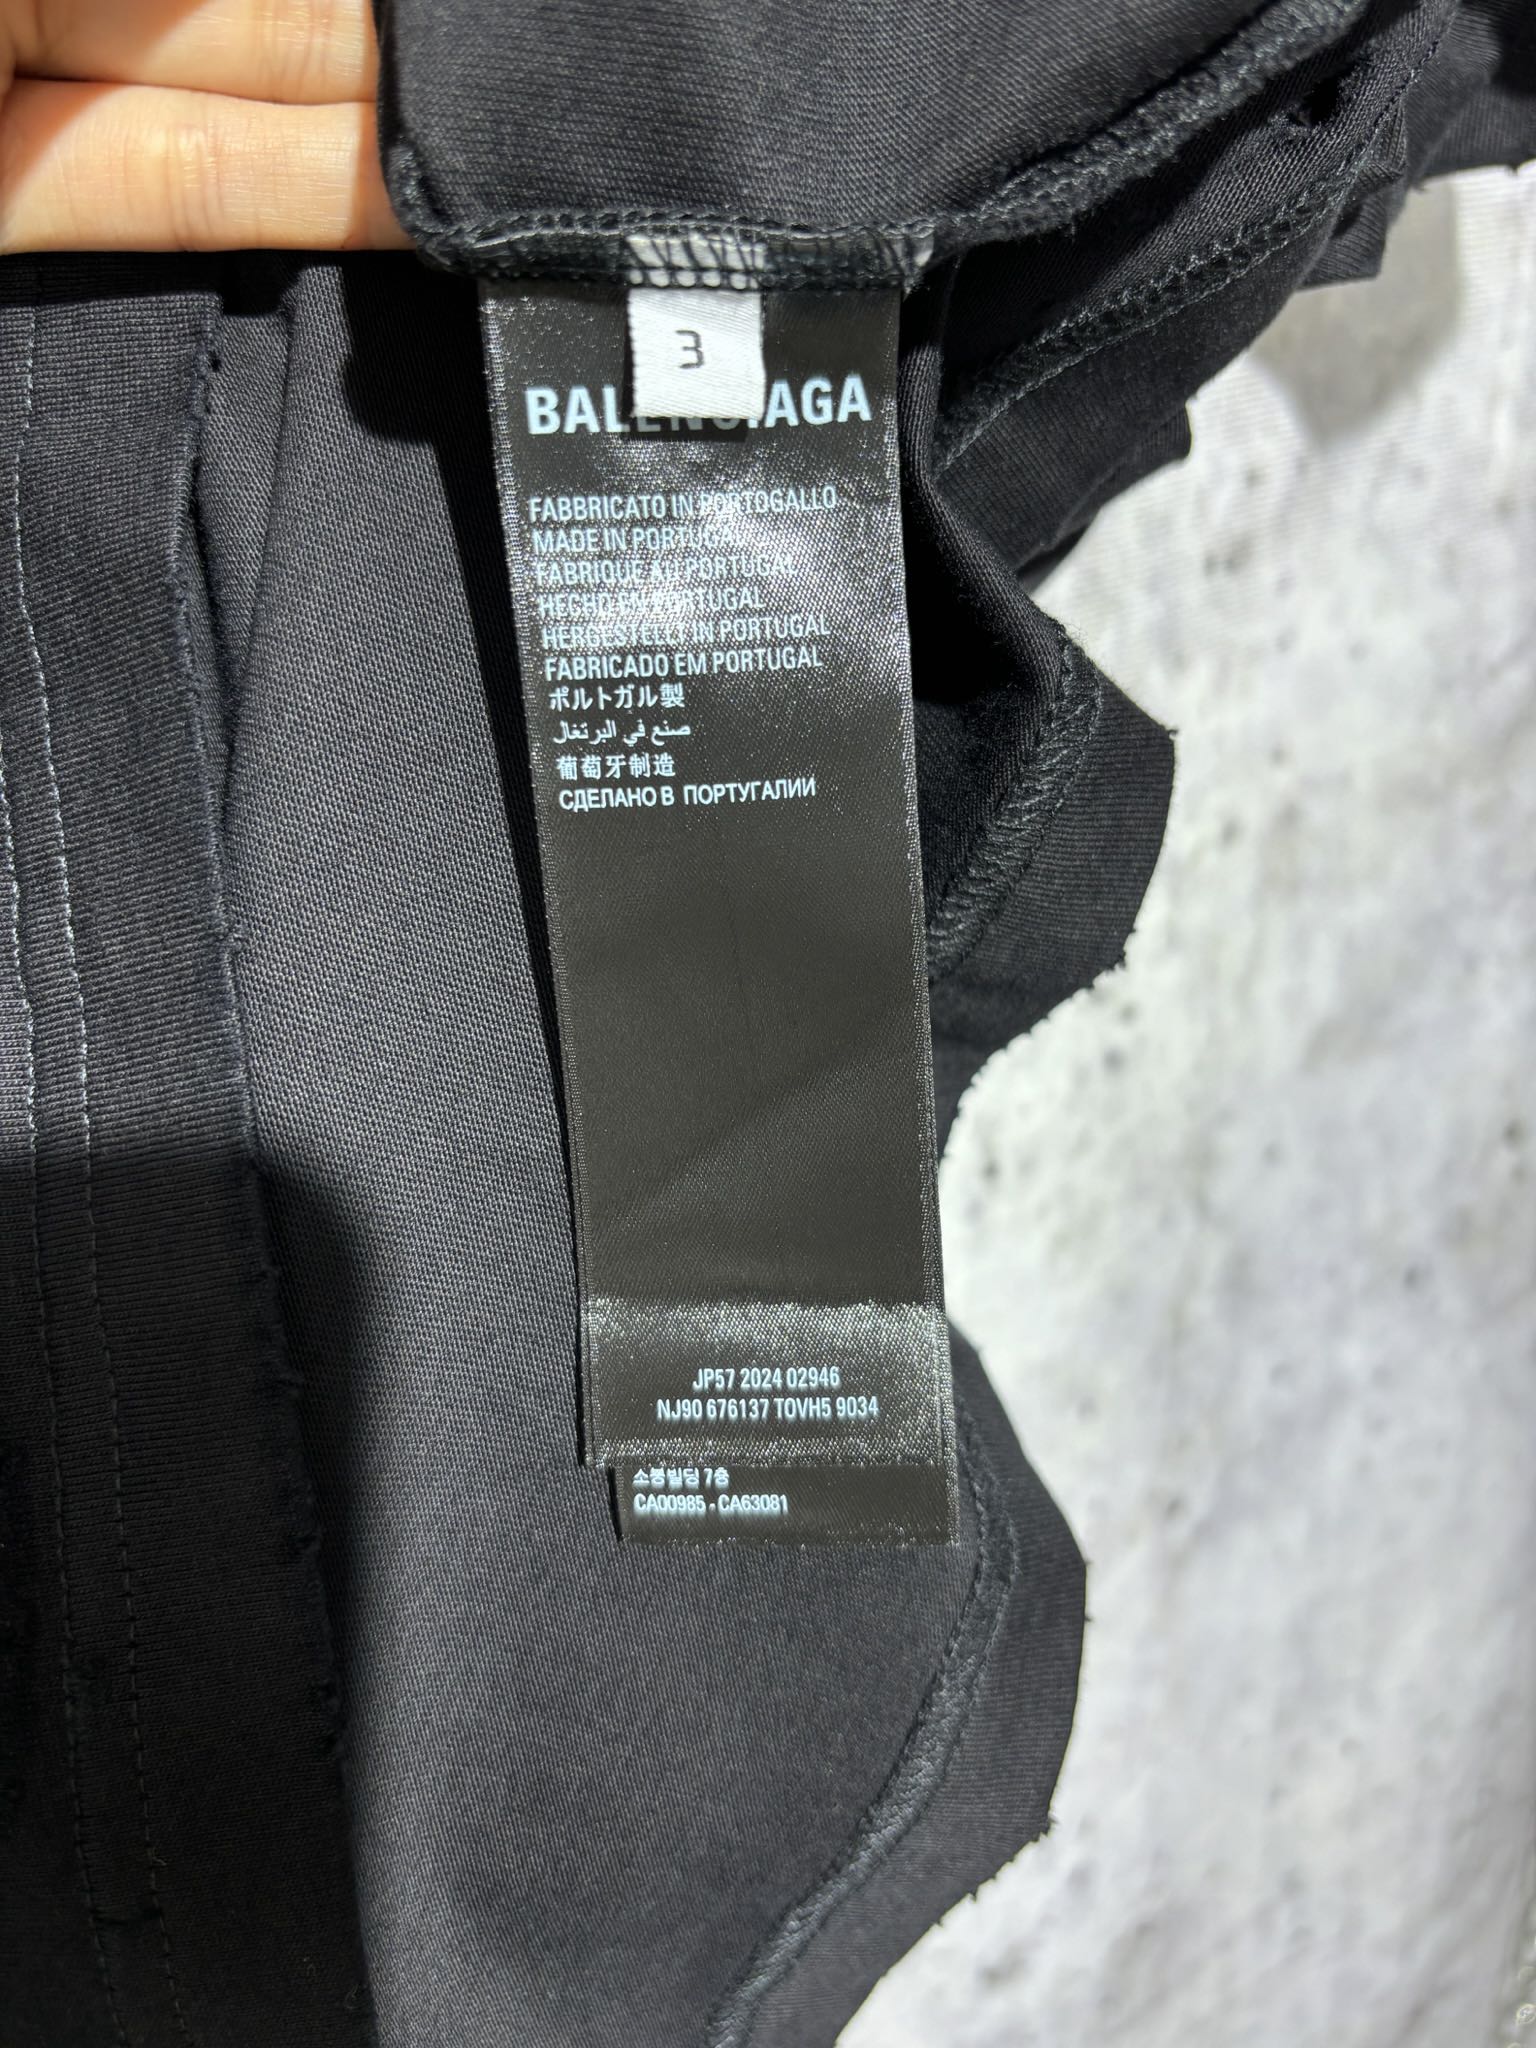 3
BALENCIAGA
FABBRICATO IN PORTOGALLO
MADE IN PORTUGAL
FABRIQUE AU PORTUGAL
HECHO EN PORTUGAL
HERGESTELLT IN PORTUGAL
FABRICADO EM PORTUGAL
ポルトガル製
صنع في البرتغال
葡萄牙制造
СДЕЛАНО В ПОРТУГАЛИИ
JP57 2024 02946
NJ90 676137 TOVH5 9034
소봉빌딩 7층
CA00985 - CA63081